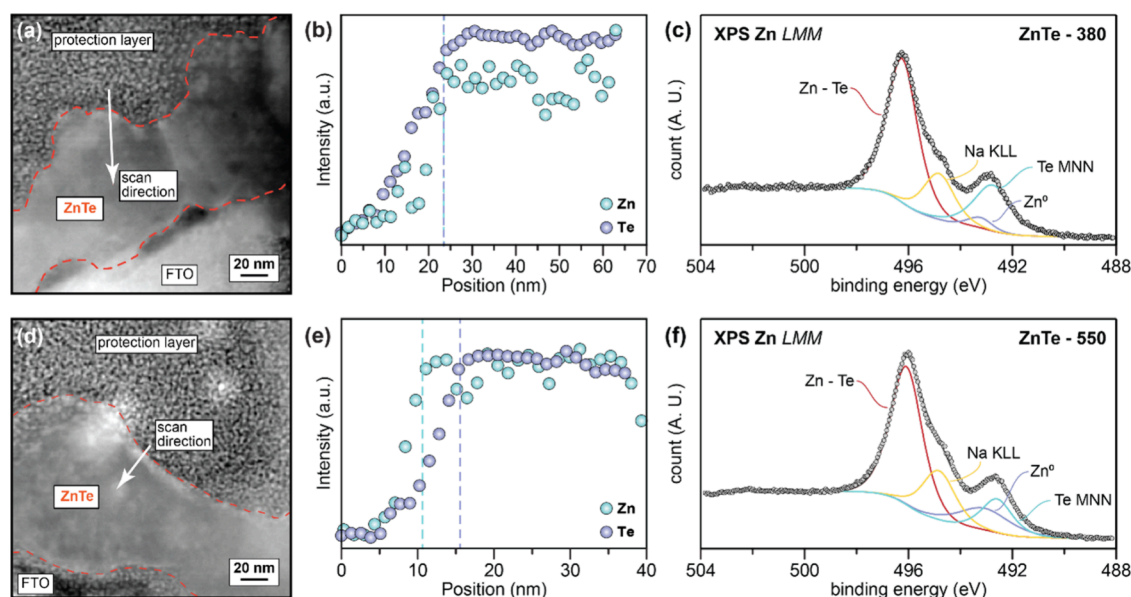 (a)
protection layer
scan
direction
ZnTe
FTO
20 nm
(b)
Intensity (a.u.)
Zn
Te
0 10 20 30 40 50 60 70
Position (nm)
(c)
XPS Zn LMM
ZnTe - 380
count (A. U.)
Zn - Te
Na KLL
Te MNN
Zn⁰
504 500 496 492 488
binding energy (eV)
(d)
protection layer
scan
direction
ZnTe
FTO
20 nm
(e)
Intensity (a.u.)
Zn
Te
0 10 20 30 40
Position (nm)
(f)
XPS Zn LMM
ZnTe - 550
count (A. U.)
Zn - Te
Na KLL
Zn⁰
Te MNN
504 500 496 492 488
binding energy (eV)